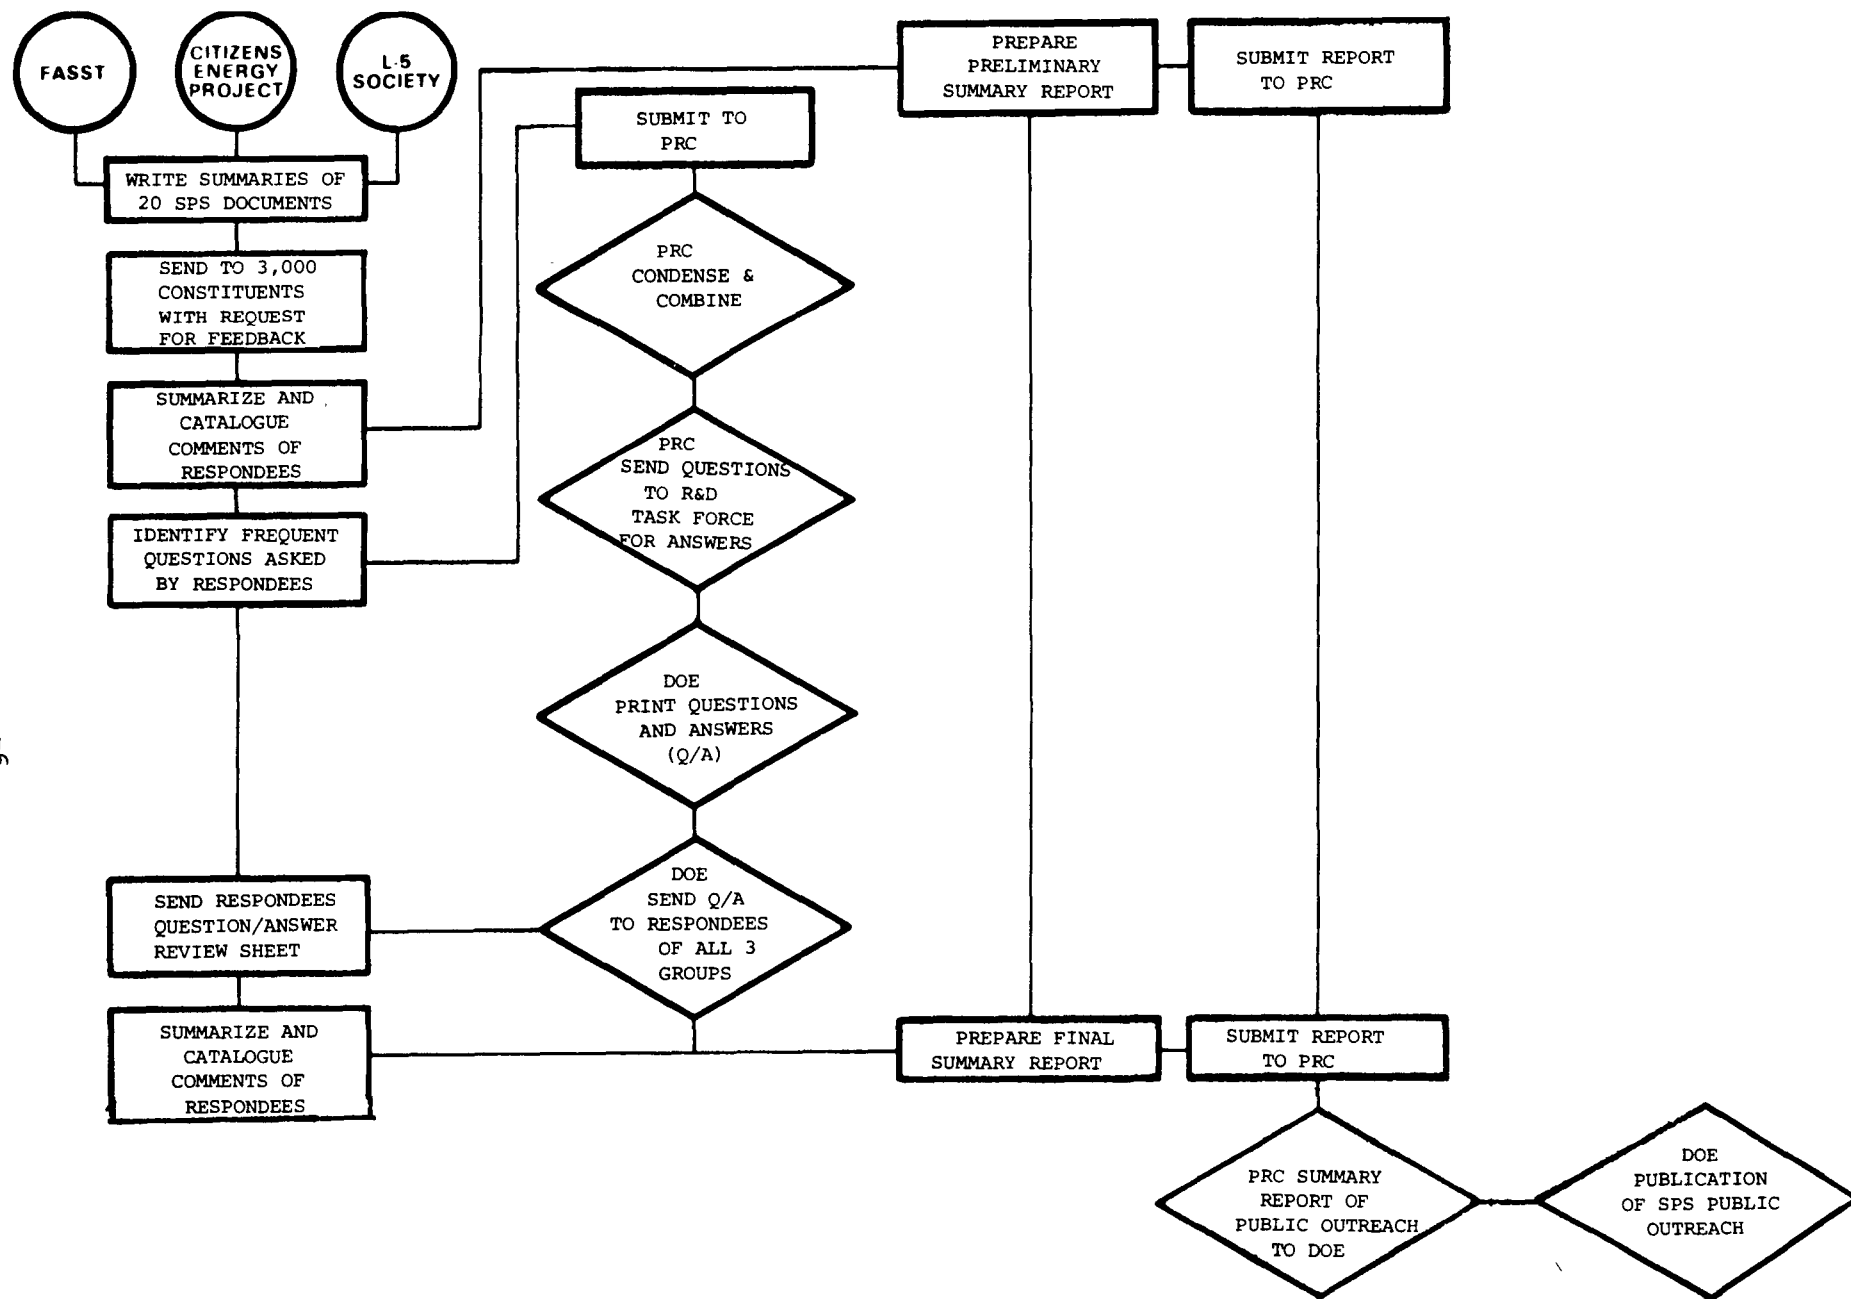 FASST
CITIZENS
ENERGY
PROJECT
L-5
SOCIETY
WRITE SUMMARIES OF
20 SPS DOCUMENTS
SEND TO 3,000
CONSTITUENTS
WITH REQUEST
FOR FEEDBACK
SUMMARIZE AND
CATALOGUE
COMMENTS OF
RESPONDEES
IDENTIFY FREQUENT
QUESTIONS ASKED
BY RESPONDEES
SEND RESPONDEES
QUESTION/ANSWER
REVIEW SHEET
SUMMARIZE AND
CATALOGUE
COMMENTS OF
RESPONDEES
SUBMIT TO
PRC
PRC
CONDENSE &
COMBINE
PRC
SEND QUESTIONS
TO R&D
TASK FORCE
FOR ANSWERS
DOE
PRINT QUESTIONS
AND ANSWERS
(Q/A)
DOE
SEND Q/A
TO RESPONDEES
OF ALL 3
GROUPS
PREPARE
PRELIMINARY
SUMMARY REPORT
SUBMIT REPORT
TO PRC
PREPARE FINAL
SUMMARY REPORT
SUBMIT REPORT
TO PRC
PRC SUMMARY
REPORT OF
PUBLIC OUTREACH
TO DOE
DOE
PUBLICATION
OF SPS PUBLIC
OUTREACH